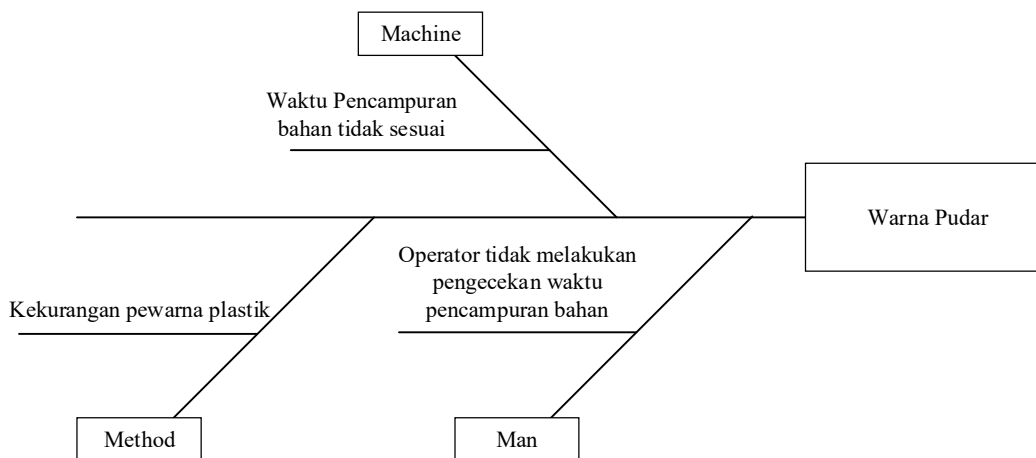 Machine
Waktu Pencampuran
bahan tidak sesuai
Warna Pudar
Operator tidak melakukan
pengecekan waktu
pencampuran bahan
Kekurangan pewarna plastik
Method
Man